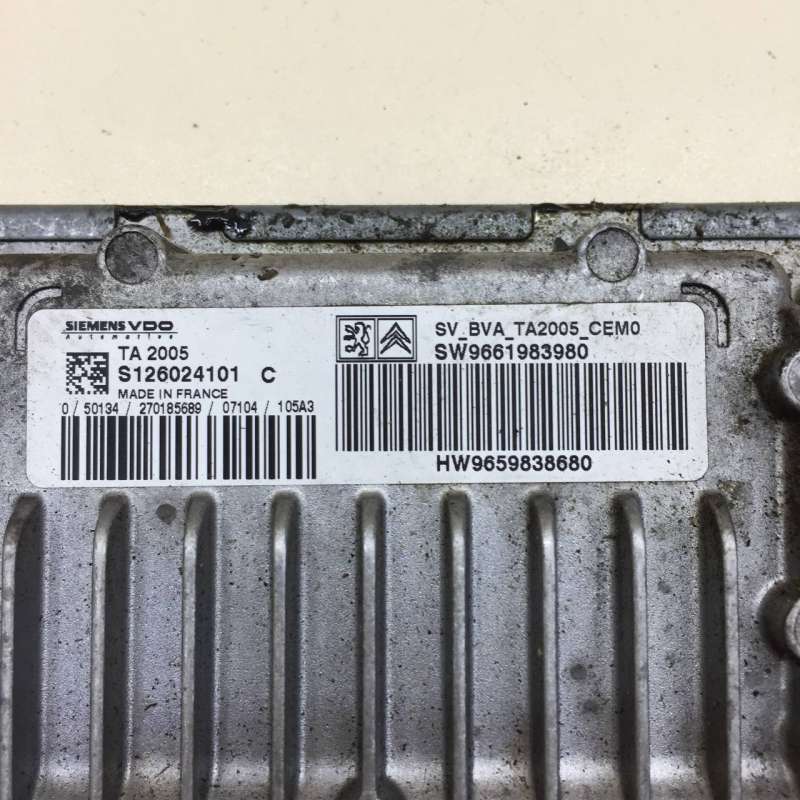 SIEMENS VDO
Automotive
TA 2005
S126024101 C
MADE IN FRANCE
0 / 50134 / 270185689 / 07104 / 105A3
SV_BVA_TA2005_CEM0
SW9661983980
HW9659838680